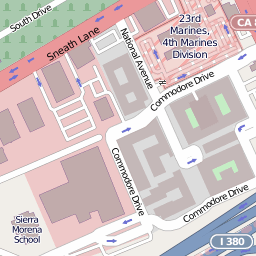 South Drive
Sneath Lane
National Avenue
23rd
Marines,
4th Marines
Division
CA 8
Commodore Drive
Commodore Drive
Commodore Drive
Sierra
Morena
School
I 380